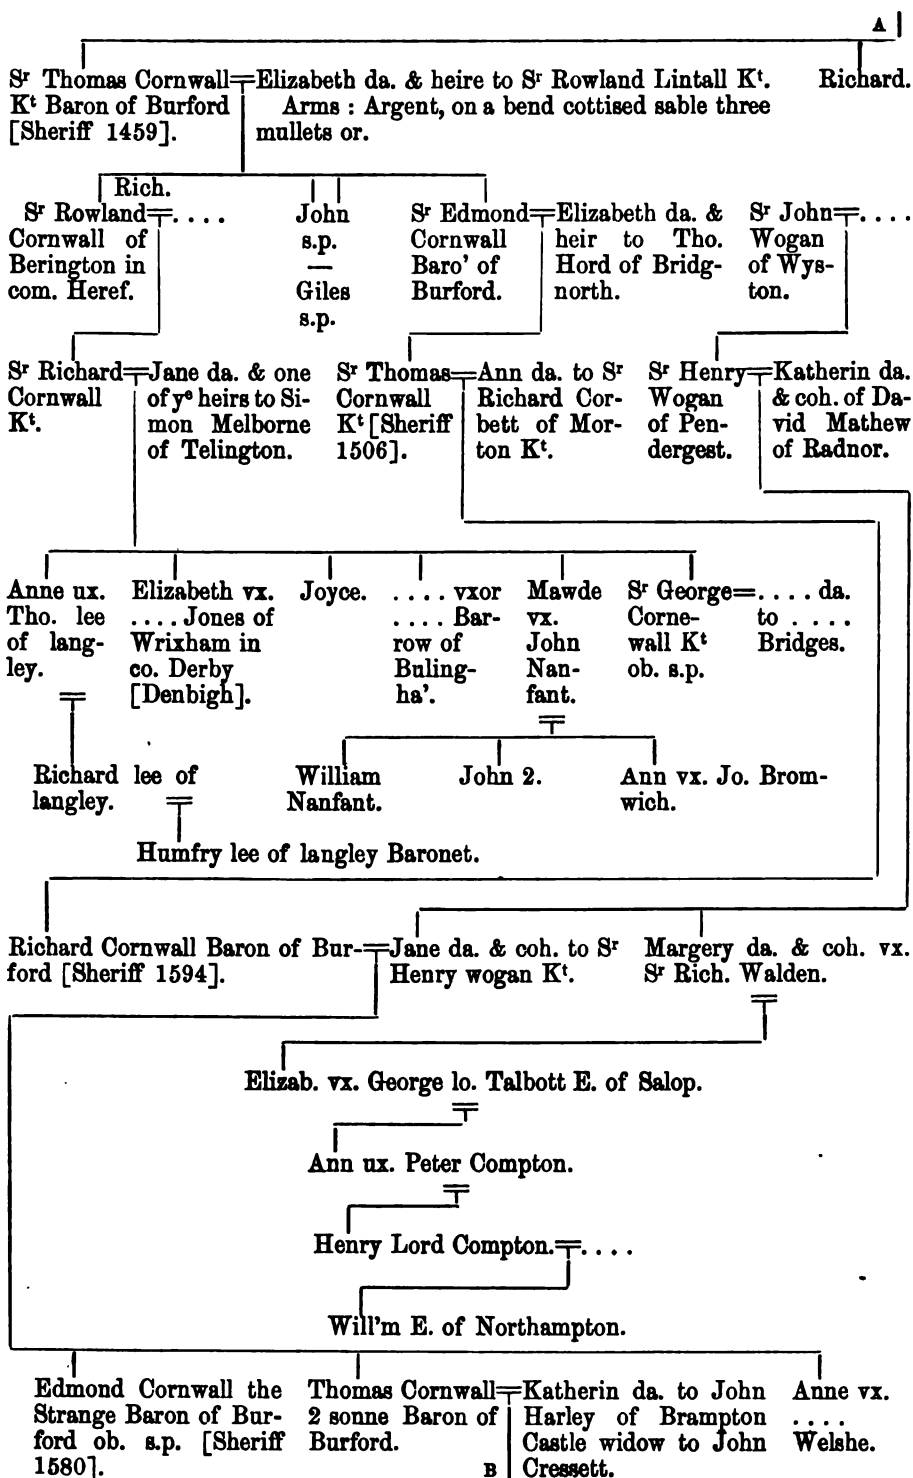 A
Sr Thomas Cornwall=Elizabeth da. & heire to Sr Rowland Lintall Kt. Richard.
Kt Baron of Burford Arms : Argent, on a bend cottised sable three
[Sheriff 1459]. mullets or.
Rich.
Sr Rowland=.... John Sr Edmond=Elizabeth da. & Sr John=....
Cornwall of s.p. Cornwall heir to Tho. Wogan
Berington in — Baro' of Hord of Bridg- of Wys-
com. Heref. Giles Burford. north. ton.
s.p.
Sr Richard=Jane da. & one Sr Thomas=Ann da. to Sr Sr Henry=Katherin da.
Cornwall of ye heirs to Si- Cornwall Richard Cor- Wogan & coh. of Da-
Kt. mon Melborne Kt [Sheriff bett of Mor- of Pen- vid Mathew
of Telington. 1506]. ton Kt. dergest. of Radnor.
Anne ux. Elizabeth vx. Joyce. .... vxor Mawde Sr George=.... da.
Tho. lee .... Jones of .... Bar- vx. Corne- to ....
of lang- Wrixham in row of John wall Kt Bridges.
ley. co. Derby Buling- Nan- ob. s.p.
[Denbigh]. ha'. fant.
Richard lee of William John 2. Ann vx. Jo. Brom-
langley. Nanfant. wich.
Humfry lee of langley Baronet.
Richard Cornwall Baron of Bur-=Jane da. & coh. to Sr Margery da. & coh. vx.
ford [Sheriff 1594]. Henry wogan Kt. Sr Rich. Walden.
Elizab. vx. George lo. Talbott E. of Salop.
Ann ux. Peter Compton.
Henry Lord Compton.=....
Will'm E. of Northampton.
Edmond Cornwall the Thomas Cornwall=Katherin da. to John Anne vx.
Strange Baron of Bur- 2 sonne Baron of Harley of Brampton ....
ford ob. s.p. [Sheriff Burford. Castle widow to John Welshe.
1580]. B Cressett.